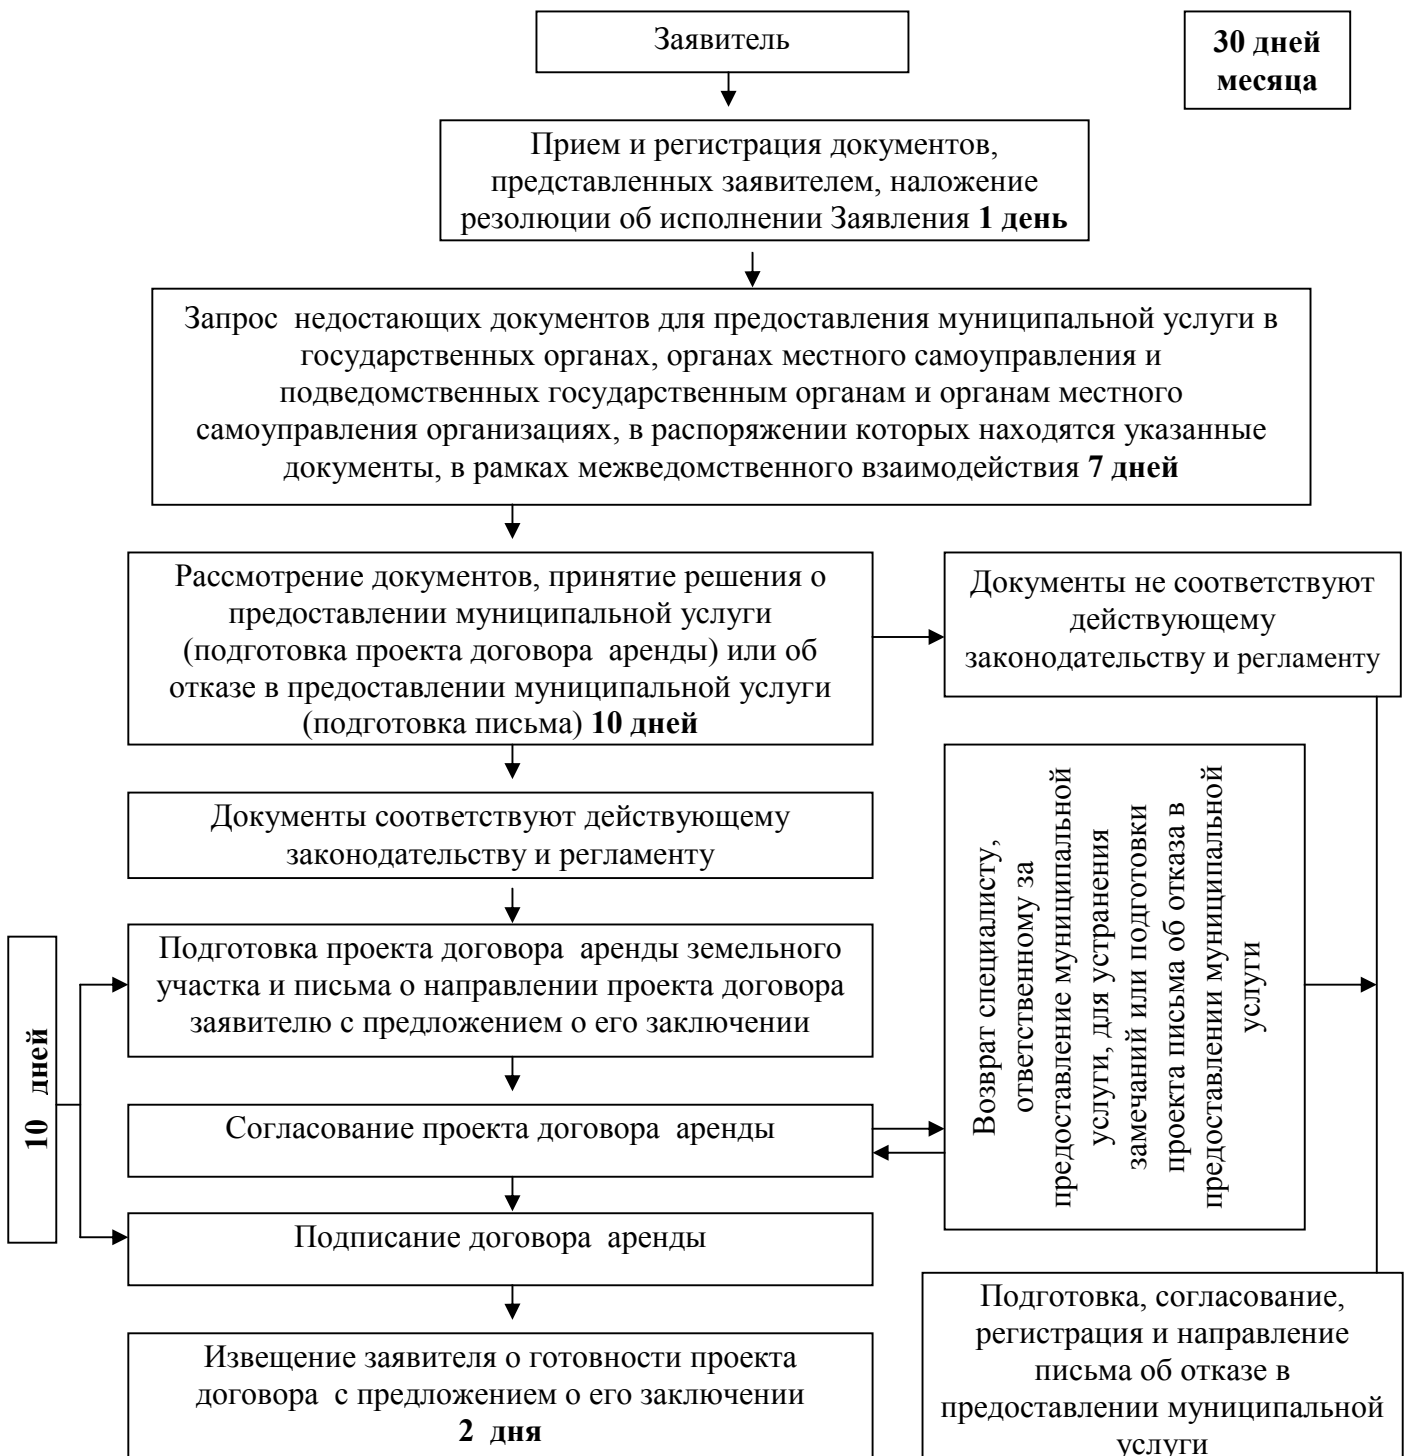 Заявитель
30 дней
месяца
Прием и регистрация документов,
представленных заявителем, наложение
резолюции об исполнении Заявления 1 день
Запрос  недостающих документов для предоставления муниципальной услуги в
государственных органах, органах местного самоуправления и
подведомственных государственным органам и органам местного
самоуправления организациях, в распоряжении которых находятся указанные
документы, в рамках межведомственного взаимодействия 7 дней
Рассмотрение документов, принятие решения о
предоставлении муниципальной услуги
(подготовка проекта договора  аренды) или об
отказе в предоставлении муниципальной услуги
(подготовка письма) 10 дней
Документы не соответствуют
действующему
законодательству и регламенту
Документы соответствуют действующему
законодательству и регламенту
Возврат специалисту,
ответственному за
предоставление муниципальной
услуги, для устранения
замечаний или подготовки
проекта письма об отказа в
предоставлении муниципальной
услуги
10  дней
Подготовка проекта договора  аренды земельного
участка и письма о направлении проекта договора
заявителю с предложением о его заключении
Согласование проекта договора  аренды
Подписание договора  аренды
Извещение заявителя о готовности проекта
договора  с предложением о его заключении
2  дня
Подготовка, согласование,
регистрация и направление
письма об отказе в
предоставлении муниципальной
услуги